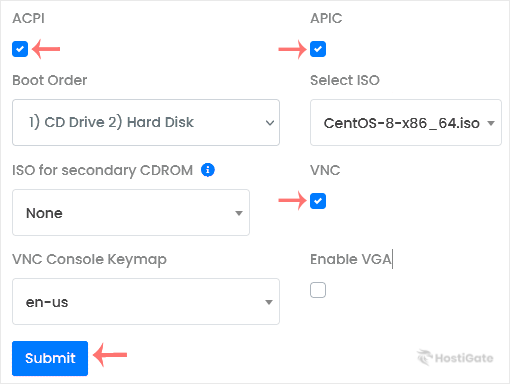 ACPI
APIC
Boot Order
Select ISO
1) CD Drive 2) Hard Disk
CentOS-8-x86_64.iso
ISO for secondary CDROM
VNC
None
VNC Console Keymap
Enable VGA
en-us
Submit
HostiGate